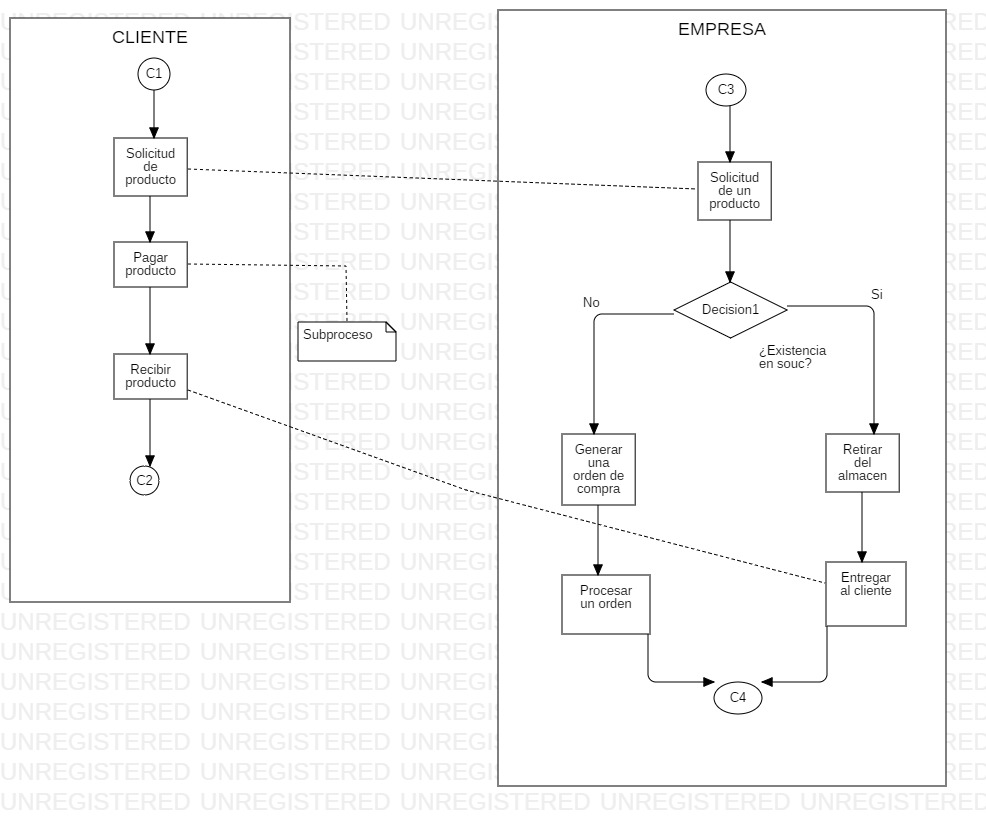 CLIENTE
C1
Solicitud
de
producto
Pagar
producto
Subproceso
Recibir
producto
C2
EMPRESA
C3
Solicitud
de un
producto
Decision1
No
Si
¿Existencia
en souc?
Generar
una
orden de
compra
Retirar
del
almacen
Procesar
un orden
Entregar
al cliente
C4
UNREGISTERED UNREGISTERED UNREGISTERED UNREGISTERED UNREGISTERED